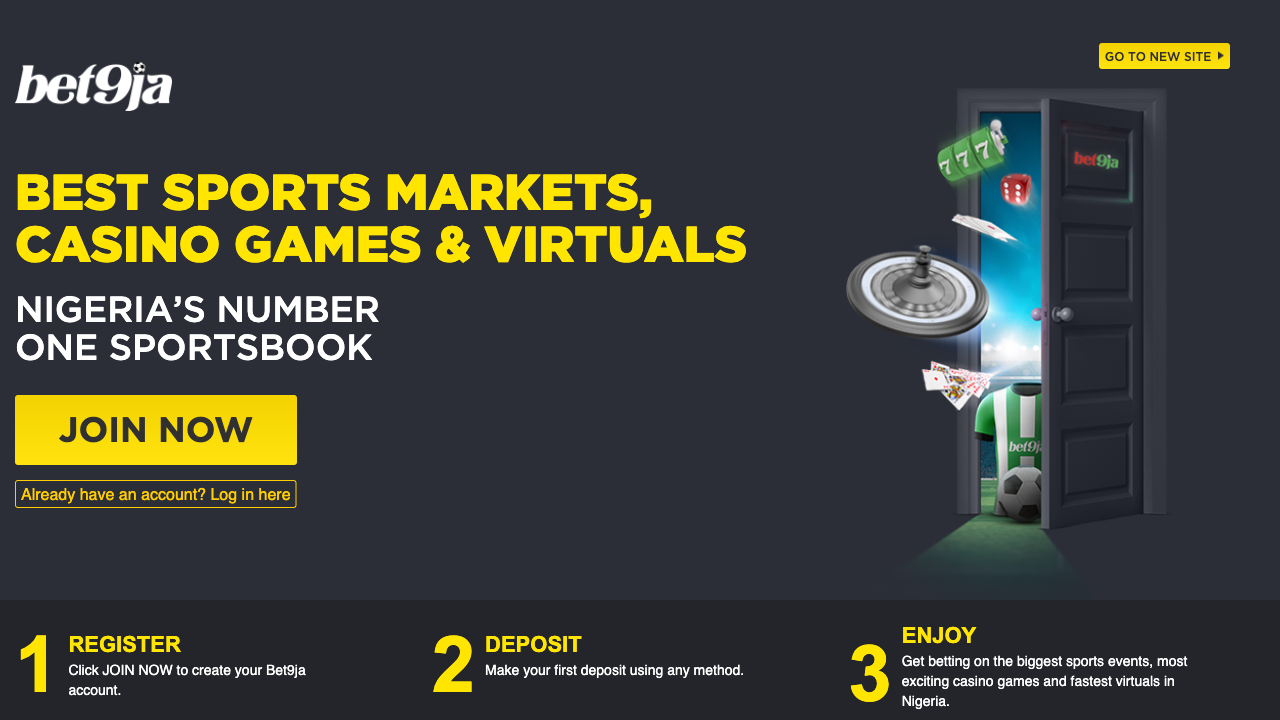 bet9ja
GO TO NEW SITE
BEST SPORTS MARKETS,
CASINO GAMES & VIRTUALS
NIGERIA'S NUMBER
ONE SPORTSBOOK
JOIN NOW
Already have an account? Log in here
777
bet9ja
bet9ja
1
REGISTER
Click JOIN NOW to create your Bet9ja
account.
2
DEPOSIT
Make your first deposit using any method.
3
ENJOY
Get betting on the biggest sports events, most
exciting casino games and fastest virtuals in
Nigeria.